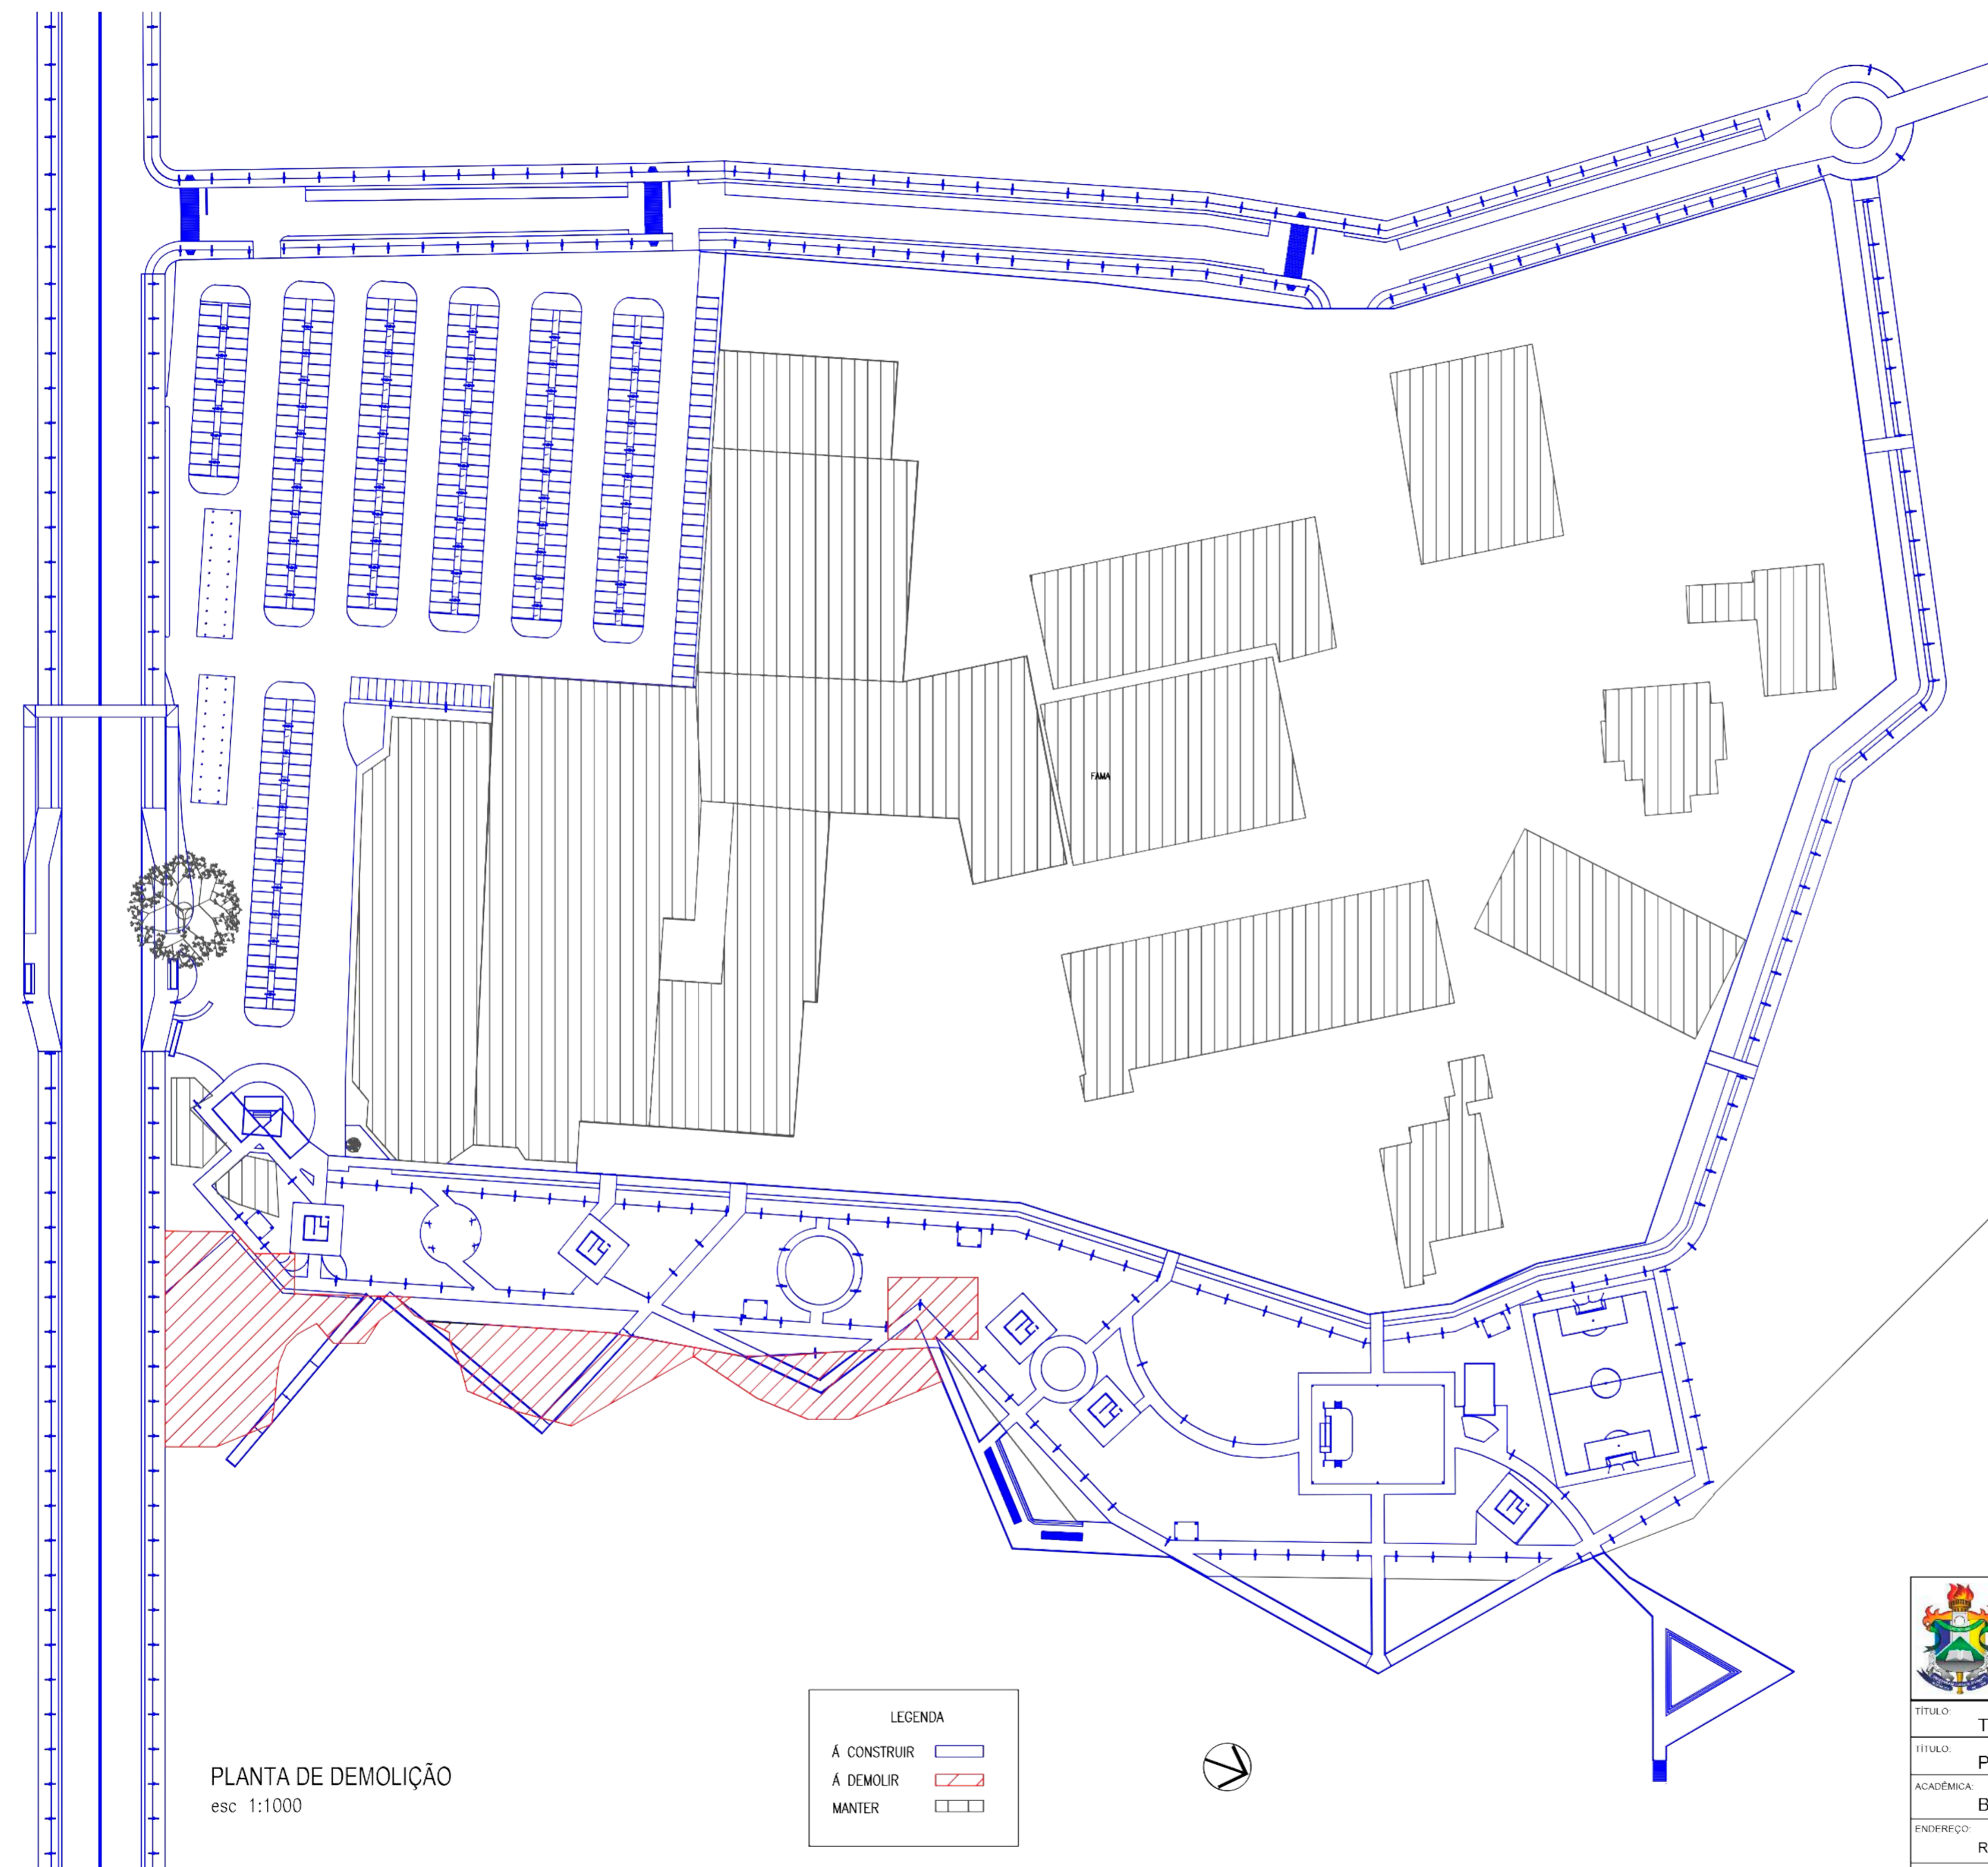 FAMA
PLANTA DE DEMOLIÇÃO
esc 1:1000
LEGENDA
Á CONSTRUIR
Á DEMOLIR
MANTER
TÍTULO:
T
TÍTULO:
P
ACADÊMICA:
B
ENDEREÇO:
R